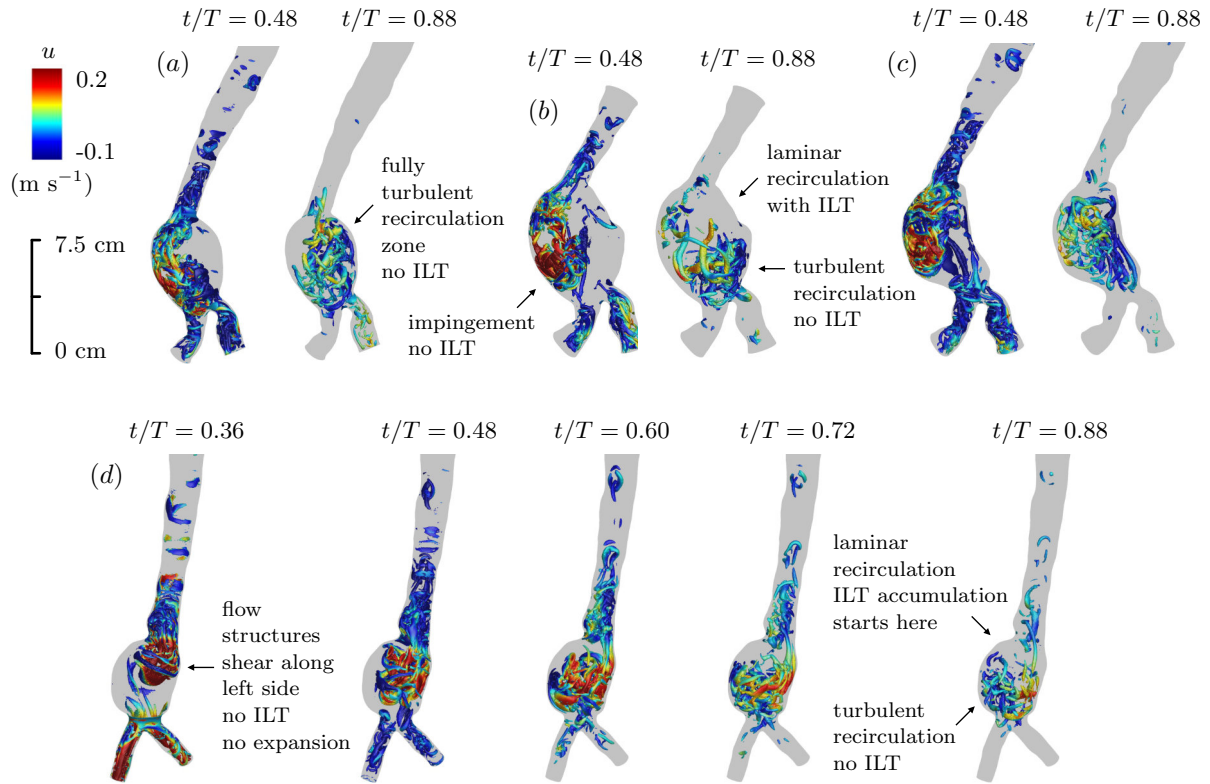 t/T = 0.48
t/T = 0.88
t/T = 0.48
t/T = 0.88
u
(a)
t/T = 0.48
t/T = 0.88
(c)
0.2
(b)
-0.1
(m s⁻¹)
fully
turbulent
recirculation
zone
no ILT
laminar
recirculation
with ILT
7.5 cm
turbulent
recirculation
no ILT
impingement
no ILT
0 cm
t/T = 0.36
t/T = 0.48
t/T = 0.60
t/T = 0.72
t/T = 0.88
(d)
laminar
recirculation
ILT accumulation
starts here
flow
structures
shear along
left side
no ILT
no expansion
turbulent
recirculation
no ILT